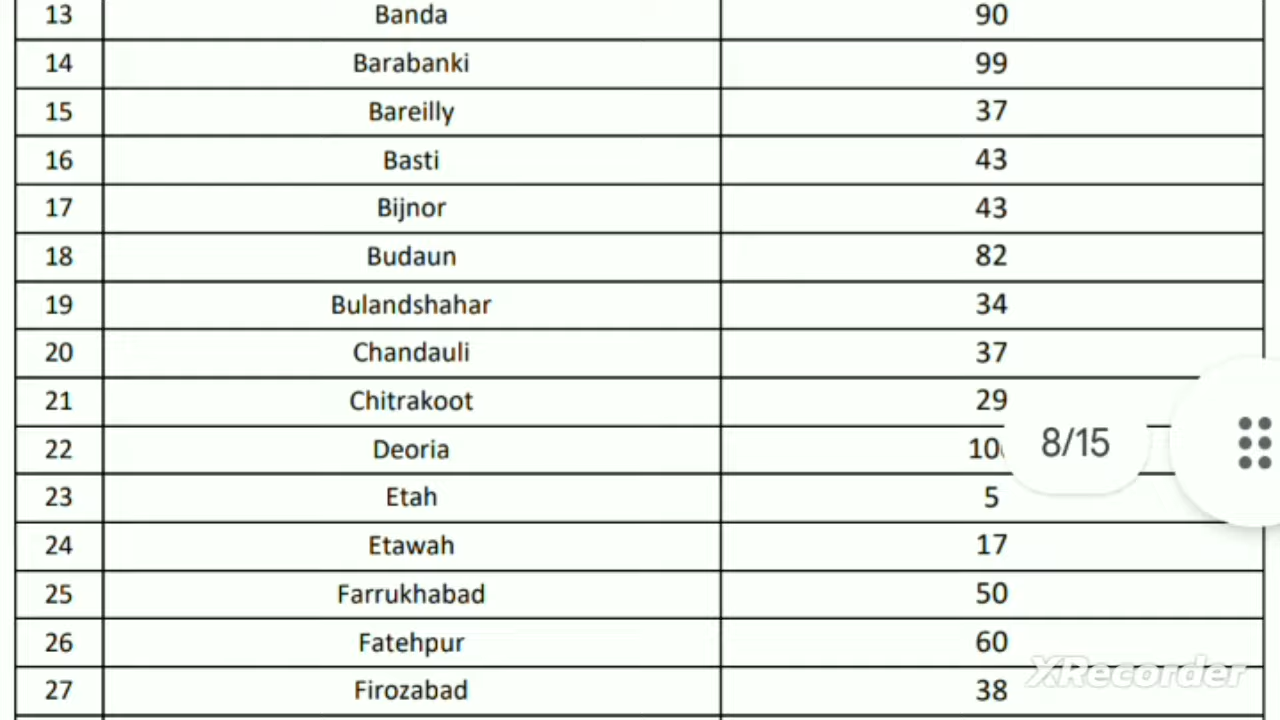 13 Banda 90
14 Barabanki 99
15 Bareilly 37
16 Basti 43
17 Bijnor 43
18 Budaun 82
19 Bulandshahar 34
20 Chandauli 37
21 Chitrakoot 29
22 Deoria
8/15
23 Etah 5
24 Etawah 17
25 Farrukhabad 50
26 Fatehpur 60
XRecorder
27 Firozabad 38